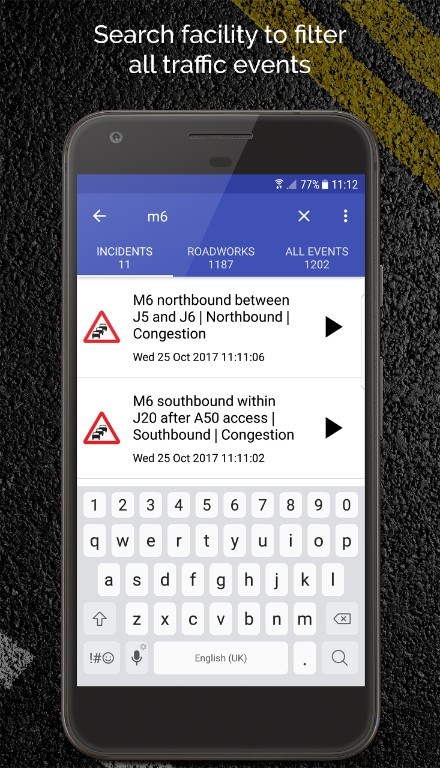 Search facility to filter
all traffic events
77% 11:12
m6
INCIDENTS ROADWORKS ALL EVENTS
11 1187 1202
M6 northbound between
J5 and J6 | Northbound |
Congestion
Wed 25 Oct 2017 11:11:06
M6 southbound within
J20 after A50 access |
Southbound | Congestion
Wed 25 Oct 2017 11:11:02
1 2 3 4 5 6 7 8 9 0
q w e r t y u i o p
a s d f g h j k l
z x c v b n m
!#☺ English (UK) .